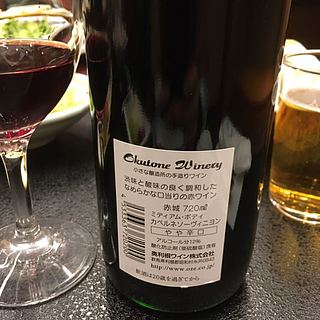 Okutone Winery
小さな醸造所の手造りワイン
渋味と酸味の良く調和した
なめらかな口当りの赤ワイン
赤城 720㎖
ミディアム・ボディ
カベルネソーヴィニヨン
やや辛口
アルコール分12%
酸化防止剤(亜硫酸塩)含有
奥利根ワイン株式会社
http://www.oze.co.jp/
飲酒は20歳を過ぎてから